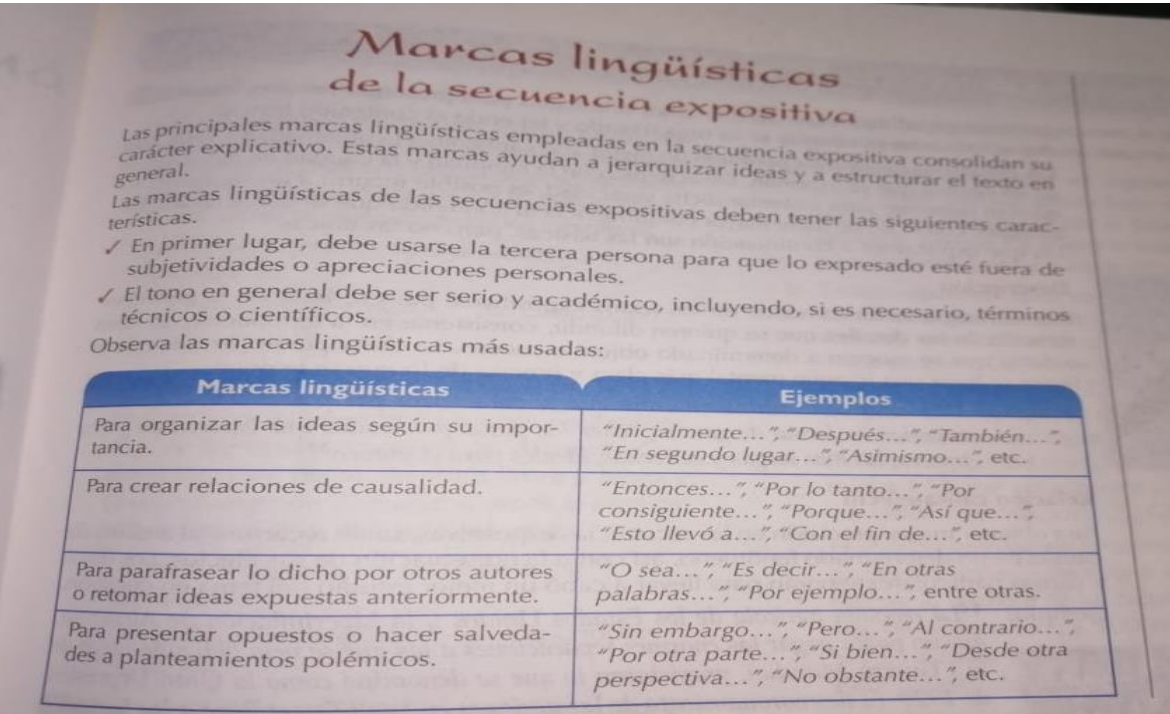 Marcas lingüísticas
de la secuencia expositiva
Las principales marcas lingüísticas empleadas en la secuencia expositiva consolidan su
carácter explicativo. Estas marcas ayudan a jerarquizar ideas y a estructurar el texto en
general.
Las marcas lingüísticas de las secuencias expositivas deben tener las siguientes carac-
terísticas.
✓ En primer lugar, debe usarse la tercera persona para que lo expresado esté fuera de
subjetividades o apreciaciones personales.
✓ El tono en general debe ser serio y académico, incluyendo, si es necesario, términos
técnicos o científicos.
Observa las marcas lingüísticas más usadas:
Marcas lingüísticas
Ejemplos
Para organizar las ideas según su impor-
tancia.
“Inicialmente...”, “Después...”, “También...”,
“En segundo lugar...”, “Asimismo...”, etc.
Para crear relaciones de causalidad.
“Entonces...”, “Por lo tanto...”, “Por
consiguiente...”, “Porque...”, “Así que...”,
“Esto llevó a...”, “Con el fin de...”, etc.
Para parafrasear lo dicho por otros autores
o retomar ideas expuestas anteriormente.
“O sea...”, “Es decir...”, “En otras
palabras...”, “Por ejemplo...”, entre otras.
Para presentar opuestos o hacer salveda-
des a planteamientos polémicos.
“Sin embargo...”, “Pero...”, “Al contrario...”,
“Por otra parte...”, “Si bien...”, “Desde otra
perspectiva...”, “No obstante...”, etc.